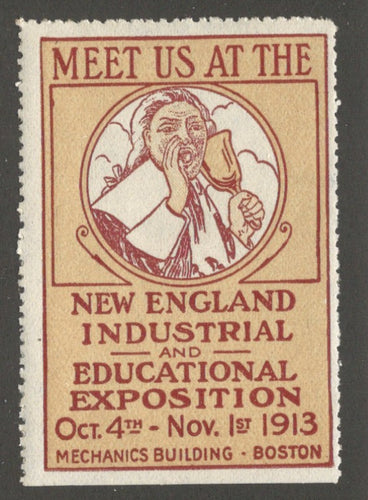 MEET US AT THE
NEW ENGLAND
INDUSTRIAL
AND
EDUCATIONAL
EXPOSITION
OCT. 4TH - NOV. 1ST 1913
MECHANICS BUILDING - BOSTON